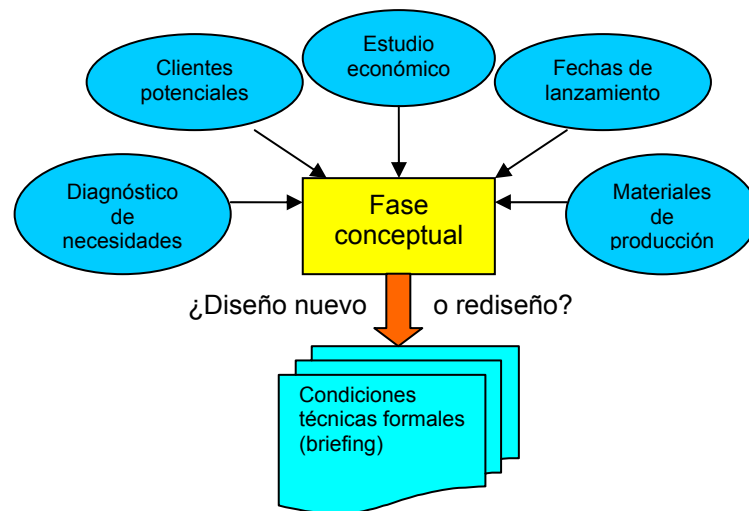 Estudio
económico
Clientes
potenciales
Fechas de
lanzamiento
Diagnóstico
de
necesidades
Fase
conceptual
Materiales
de
producción
¿Diseño nuevo
o rediseño?
Condiciones
técnicas formales
(briefing)